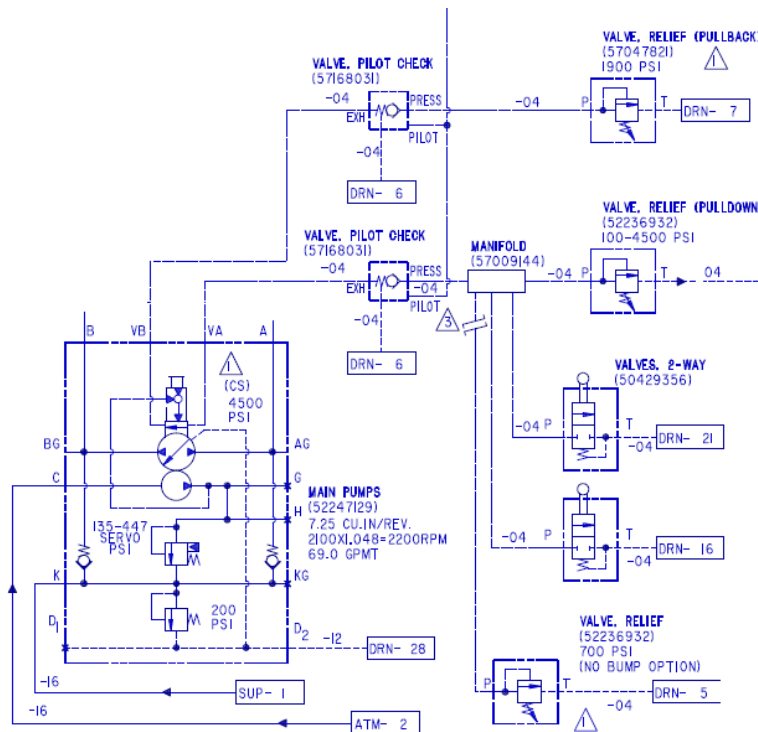 VALVE, RELIEF (PULLBACK)
(57047821)
1900 PSI
1
VALVE, PILOT CHECK
(57168031)
-04
PRESS
EXH
PILOT
-04
-04
P
T
DRN- 7
-04
DRN- 6
VALVE, RELIEF (PULLDOWN
(52236932)
100-4500 PSI
VALVE, PILOT CHECK
(57168031)
MANIFOLD
(57009144)
-04
PRESS
EXH
-04
PILOT
-04
P
T
04
3
-04
DRN- 6
B
VB
VA
A
1
(CS)
4500
PSI
VALVES, 2-WAY
(50429356)
-04
P
T
DRN- 21
-04
BG
AG
C
G
MAIN PUMPS
(52247129)
7.25 CU.IN/REV.
2100X1.048=2200RPM
69.0 GPMT
H
135-447
SERVO
PSI
-04
P
T
DRN- 16
-04
K
KG
200
PSI
D1
D2
-12
DRN- 28
VALVE, RELIEF
(52236932)
700 PSI
(NO BUMP OPTION)
P
T
DRN- 5
-04
1
-16
SUP- 1
-16
ATM- 2